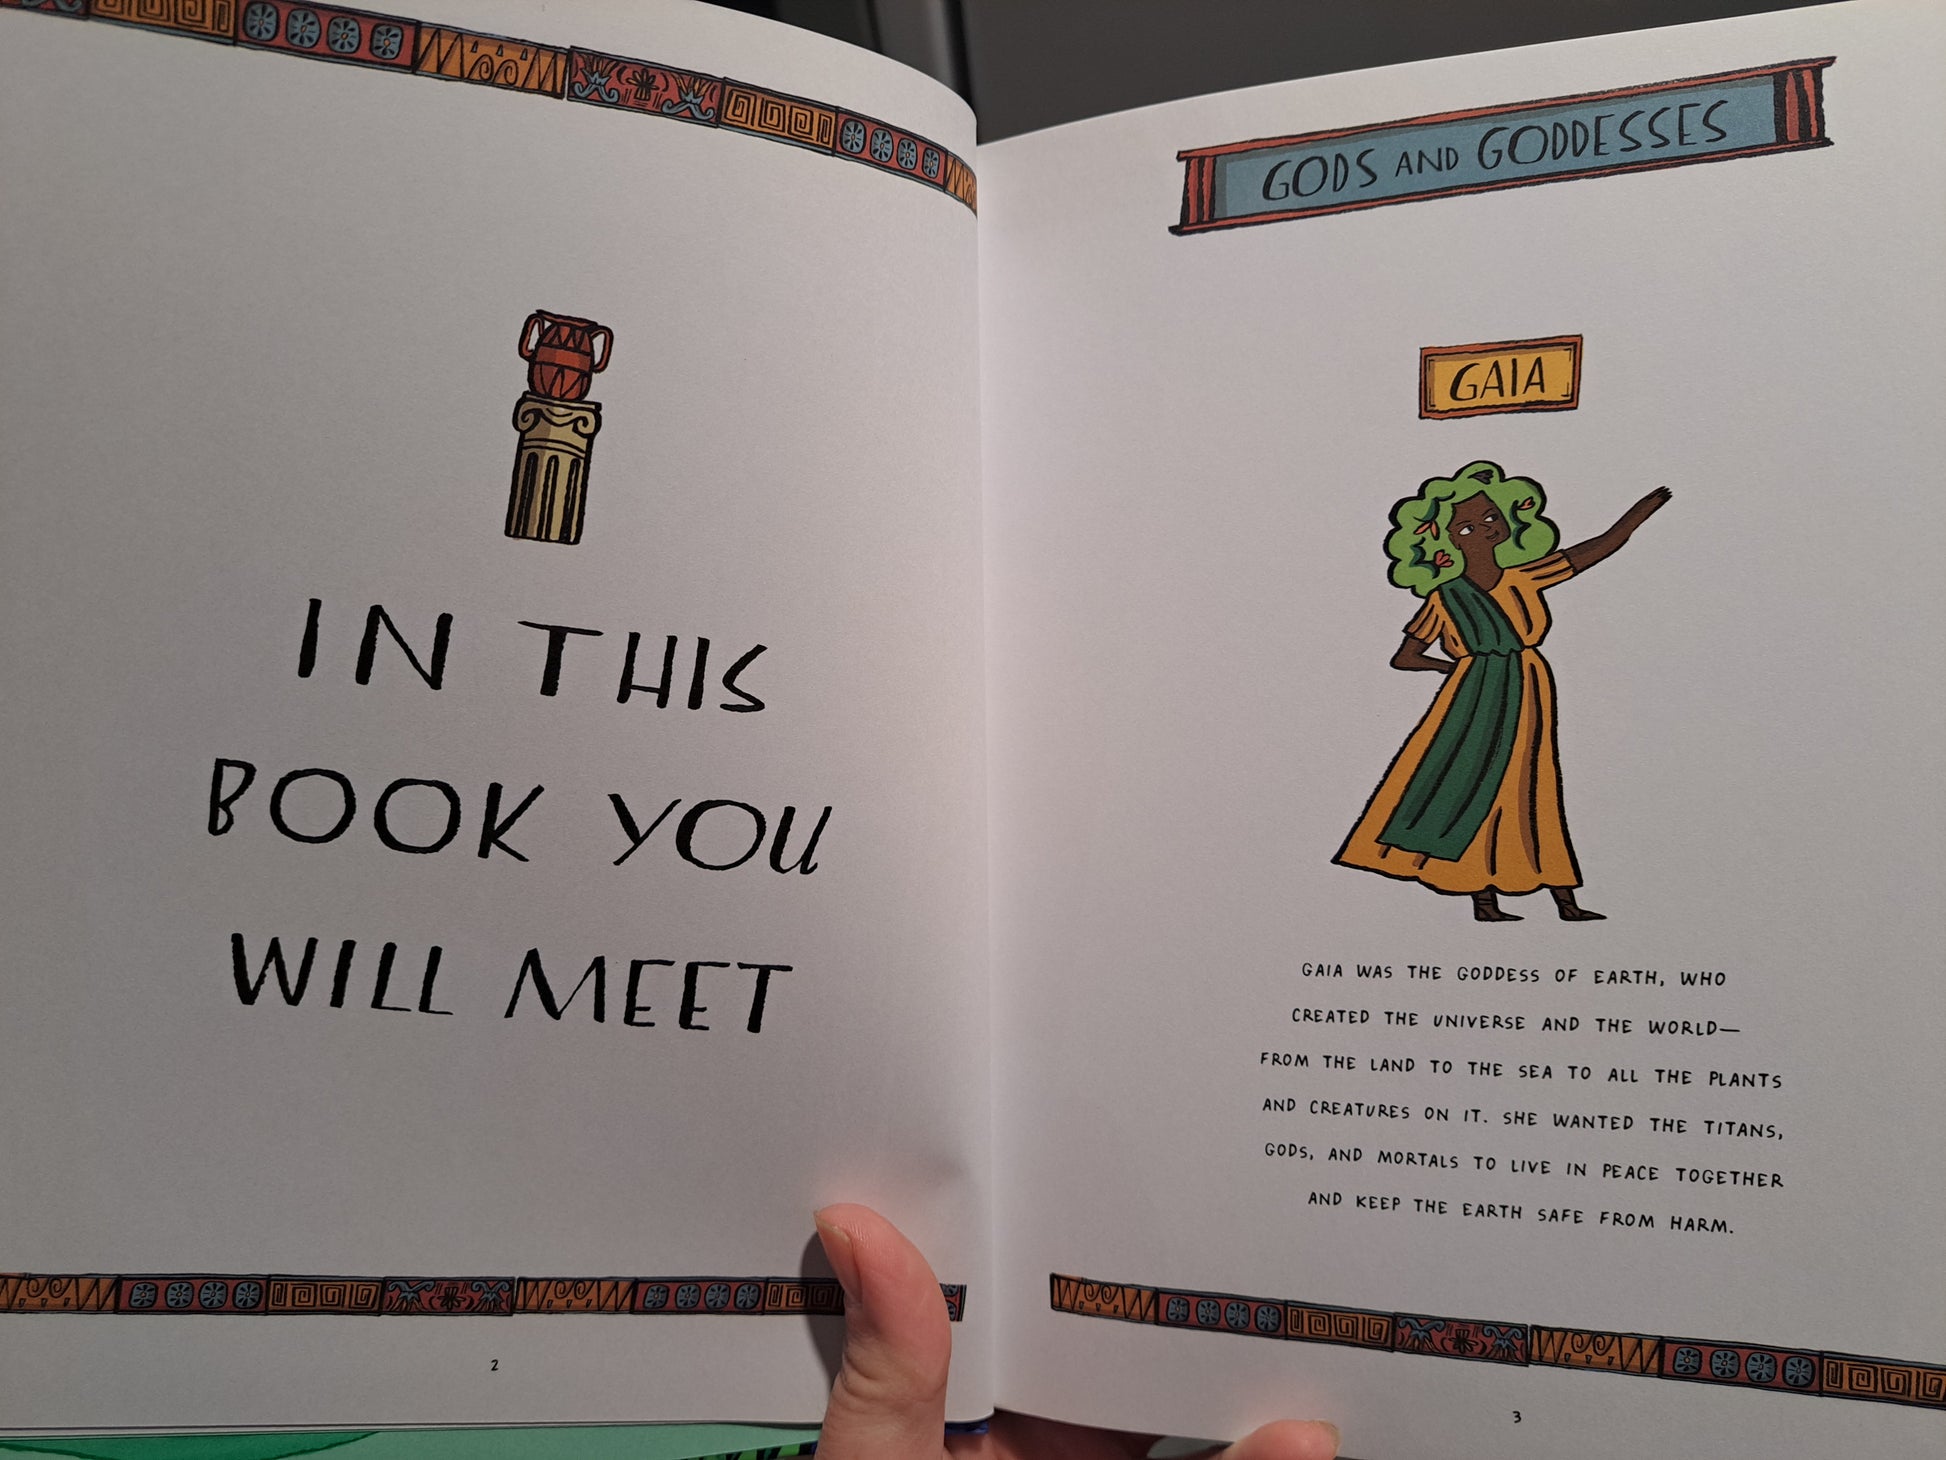 IN THIS
BOOK YOU
WILL MEET
2
GODS AND GODDESSES
GAIA
GAIA WAS THE GODDESS OF EARTH, WHO
CREATED THE UNIVERSE AND THE WORLD—
FROM THE LAND TO THE SEA TO ALL THE PLANTS
AND CREATURES ON IT. SHE WANTED THE TITANS,
GODS, AND MORTALS TO LIVE IN PEACE TOGETHER
AND KEEP THE EARTH SAFE FROM HARM.
3